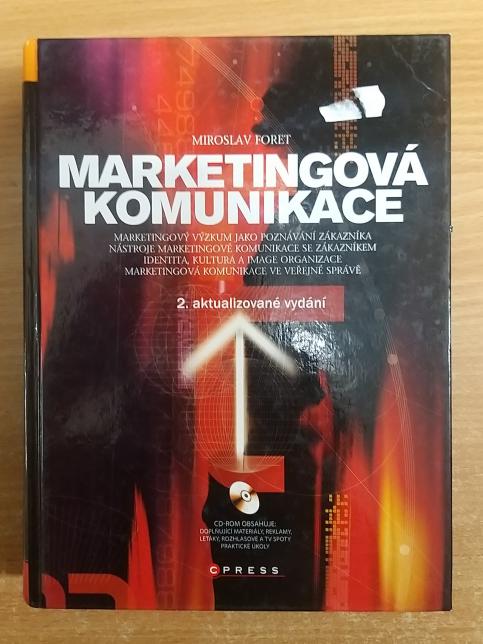 MIROSLAV FORET
MARKETINGOVÁ
KOMUNIKACE
MARKETINGOVÝ VÝZKUM JAKO POZNÁVÁNÍ ZÁKAZNÍKA
NÁSTROJE MARKETINGOVÉ KOMUNIKACE SE ZÁKAZNÍKEM
IDENTITA, KULTURA A IMAGE ORGANIZACE
MARKETINGOVÁ KOMUNIKACE VE VEŘEJNÉ SPRÁVĚ
2. aktualizované vydání
CD-ROM OBSAHUJE:
DOPLŇUJÍCÍ MATERIÁLY, REKLAMY,
LETÁKY, ROZHLASOVÉ A TV SPOTY
PRAKTICKÉ ÚKOLY
CPRESS